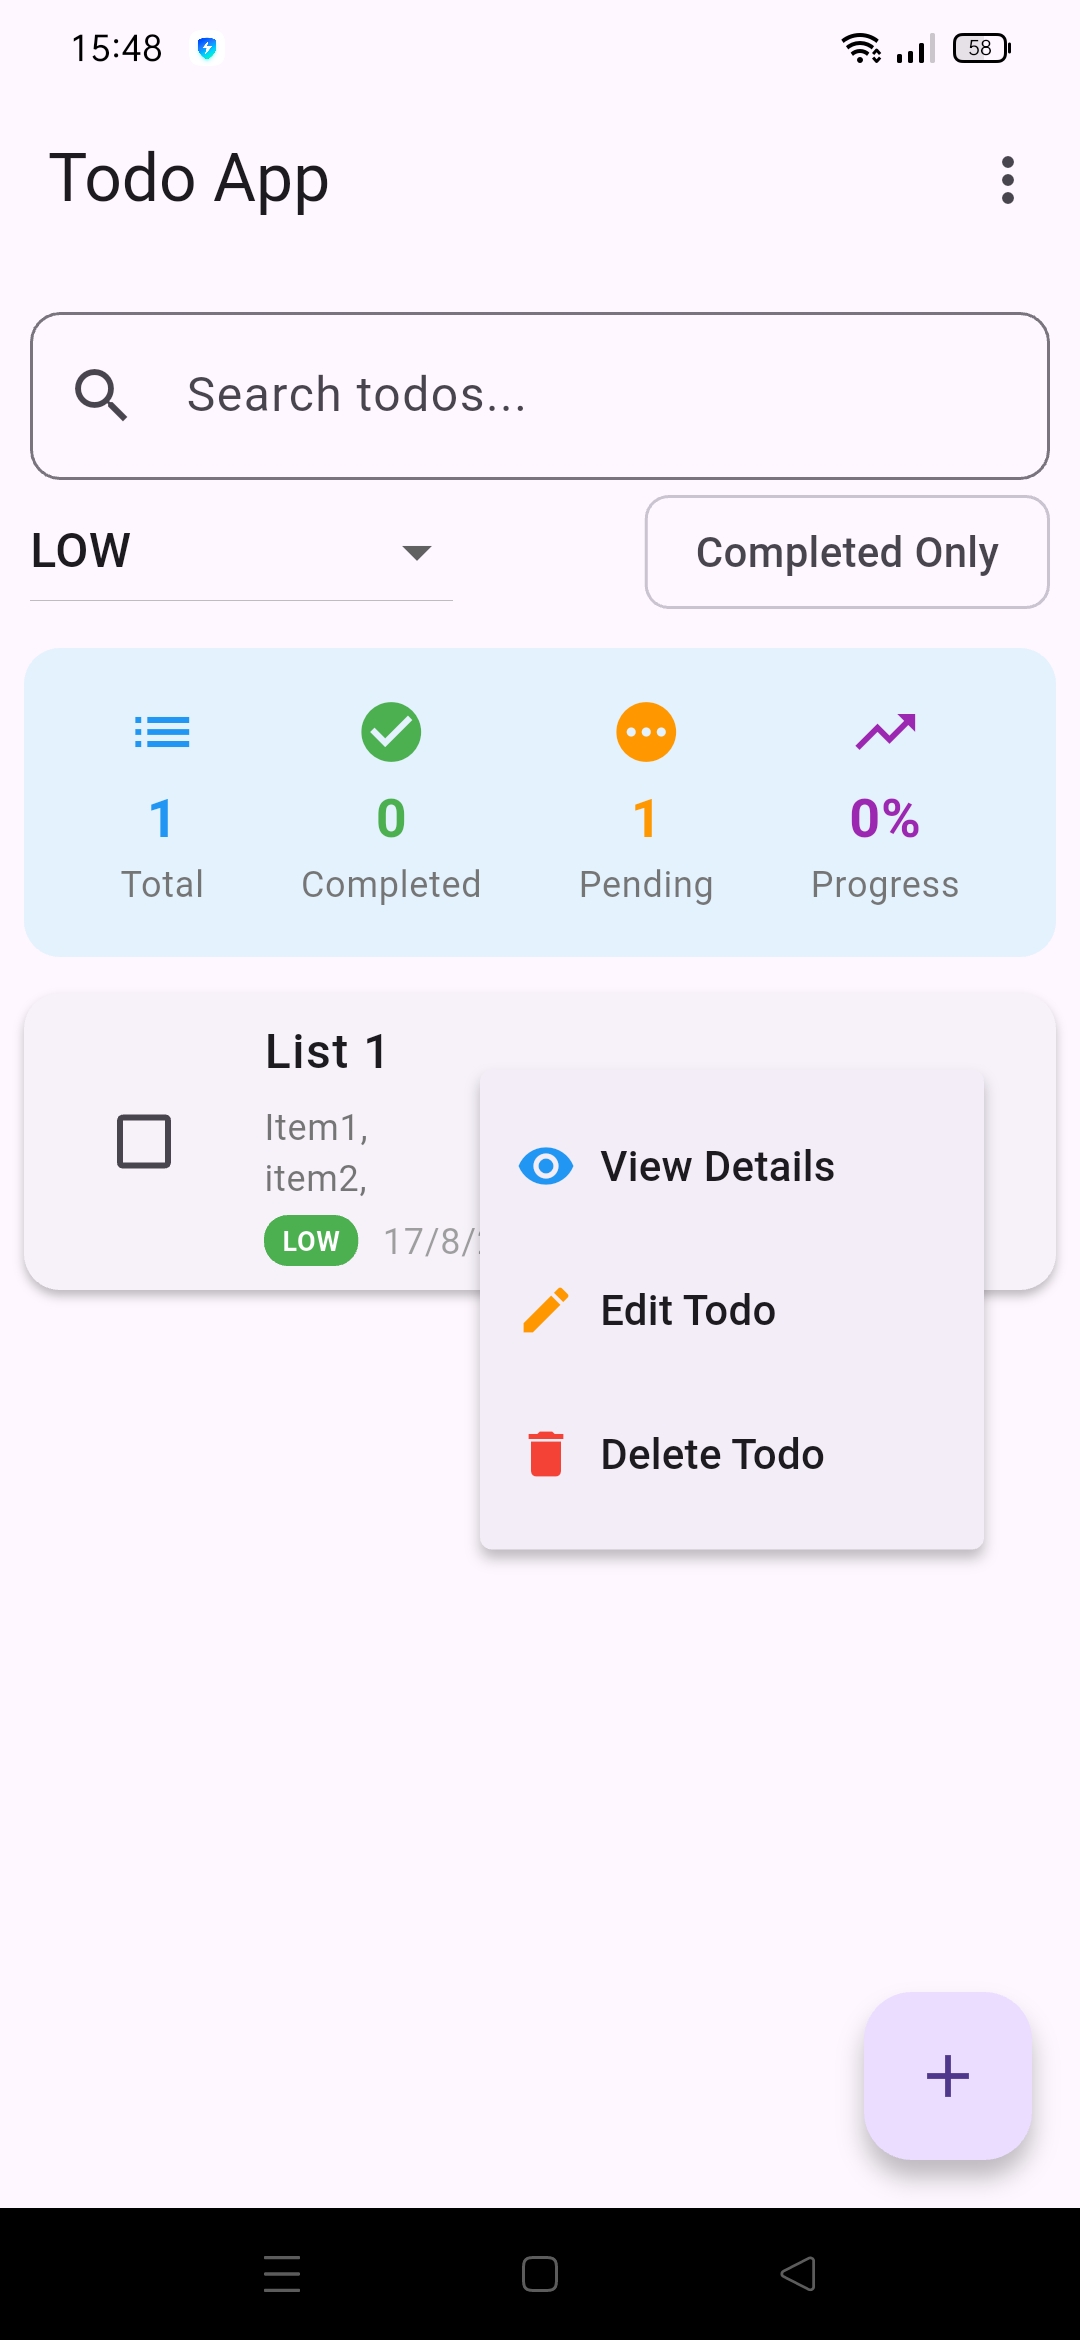 15:48
58
Todo App
Search todos...
LOW
Completed Only
1
0
1
0%
Total
Completed
Pending
Progress
List 1
Item1,
item2,
LOW 17/8/
View Details
Edit Todo
Delete Todo